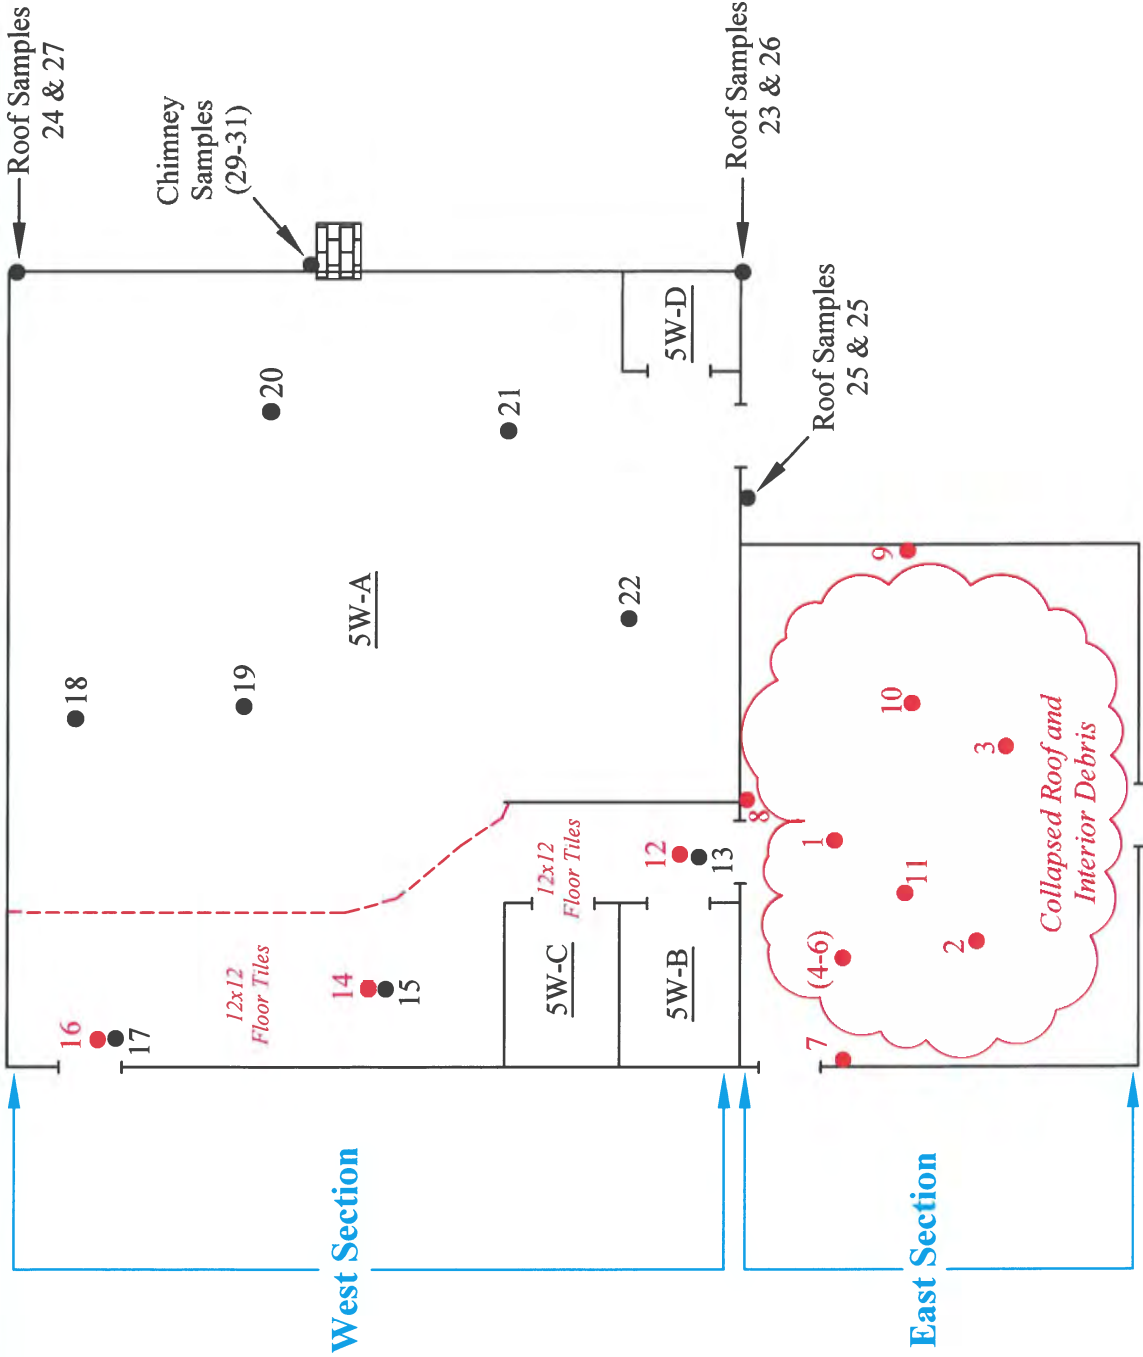 Roof Samples
24 & 27
Chimney
Samples
(29-31)
Roof Samples
23 & 26
Roof Samples
25 & 25
5W-D
20
21
5W-A
22
18
19
9
10
3
8
1
11
2
(4-6)
7
Collapsed Roof and
Interior Debris
12x12
Floor Tiles
12
13
5W-C
5W-B
12x12
Floor Tiles
14
15
16
17
West Section
East Section